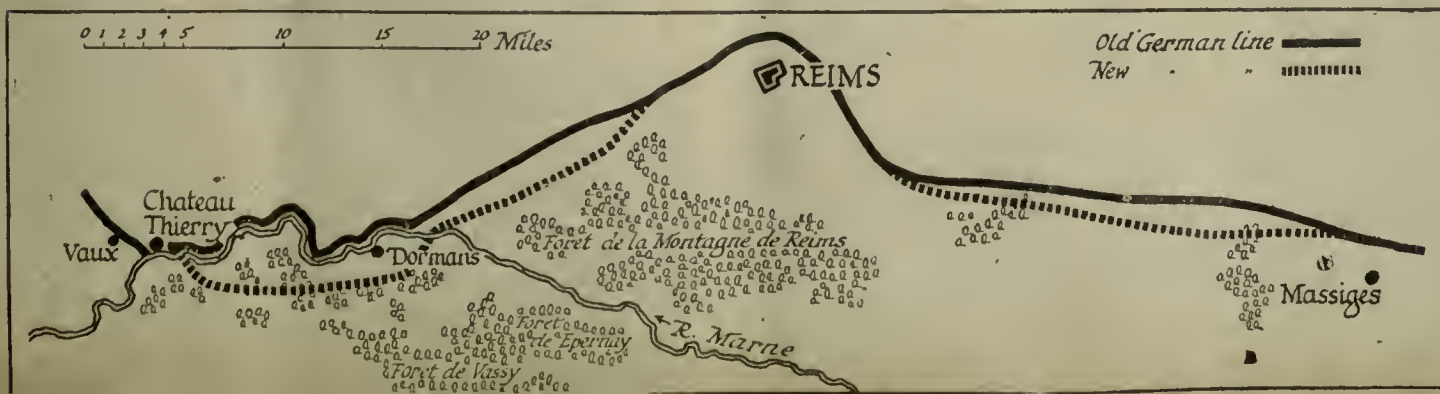 0 1 2 3 4 5 10 15 20 Miles
Old German line
New " "
REIMS
Chateau
Thierry
Vaux
Dormans
Foret de la Montagne de Reims
Massiges
Foret
de Epernay
R. Marne
Foret de Vassy